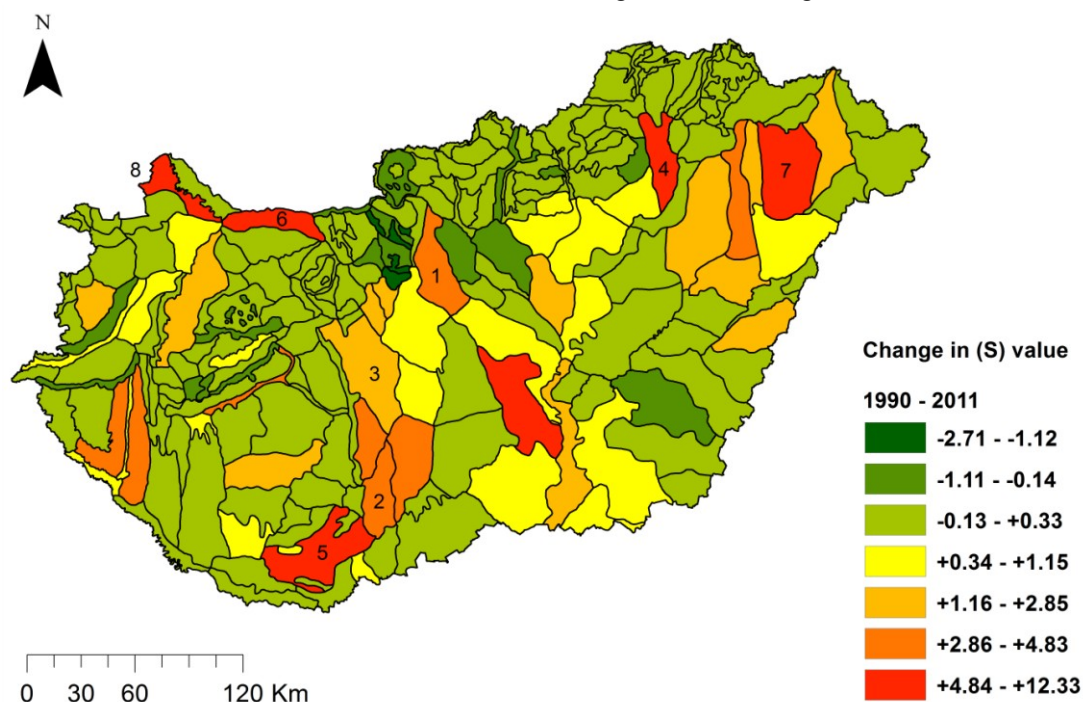 N
8
4
7
6
1
3
2
5
Change in (S) value
1990 - 2011
-2.71 - -1.12
-1.11 - -0.14
-0.13 - +0.33
+0.34 - +1.15
+1.16 - +2.85
+2.86 - +4.83
+4.84 - +12.33
0 30 60 120 Km